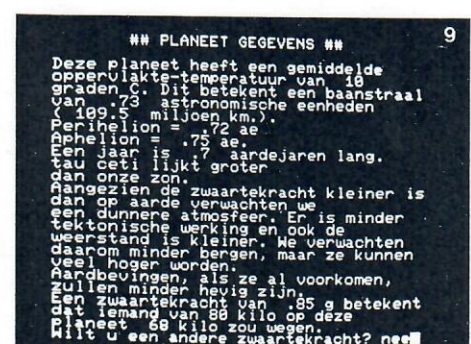 9
## PLANEET GEGEVENS ##
Deze planeet heeft een gemiddelde
oppervlakte-temperatuur van 10
graden C. Dit betekent een baanstraal
van .73 astronomische eenheden
( 109.5 miljoen km.).
Perihelion = .72 ae
Aphelion = .75 ae.
Een jaar is .7 aardejaren lang.
tau ceti lijkt groter
dan onze zon.
Aangezien de zwaartekracht kleiner is
dan op aarde verwachten we
een dunnere atmosfeer. Er is minder
tektonische werking en ook de
weerstand is kleiner. We verwachten
daarom minder bergen, maar ze kunnen
veel hoger worden.
Aardbevingen, als ze al voorkomen,
zullen minder hevig zijn.
Een zwaartekracht van .85 g betekent
dat iemand van 80 kilo op deze
planeet 68 kilo zou wegen.
Wilt u een andere zwaartekracht? nee